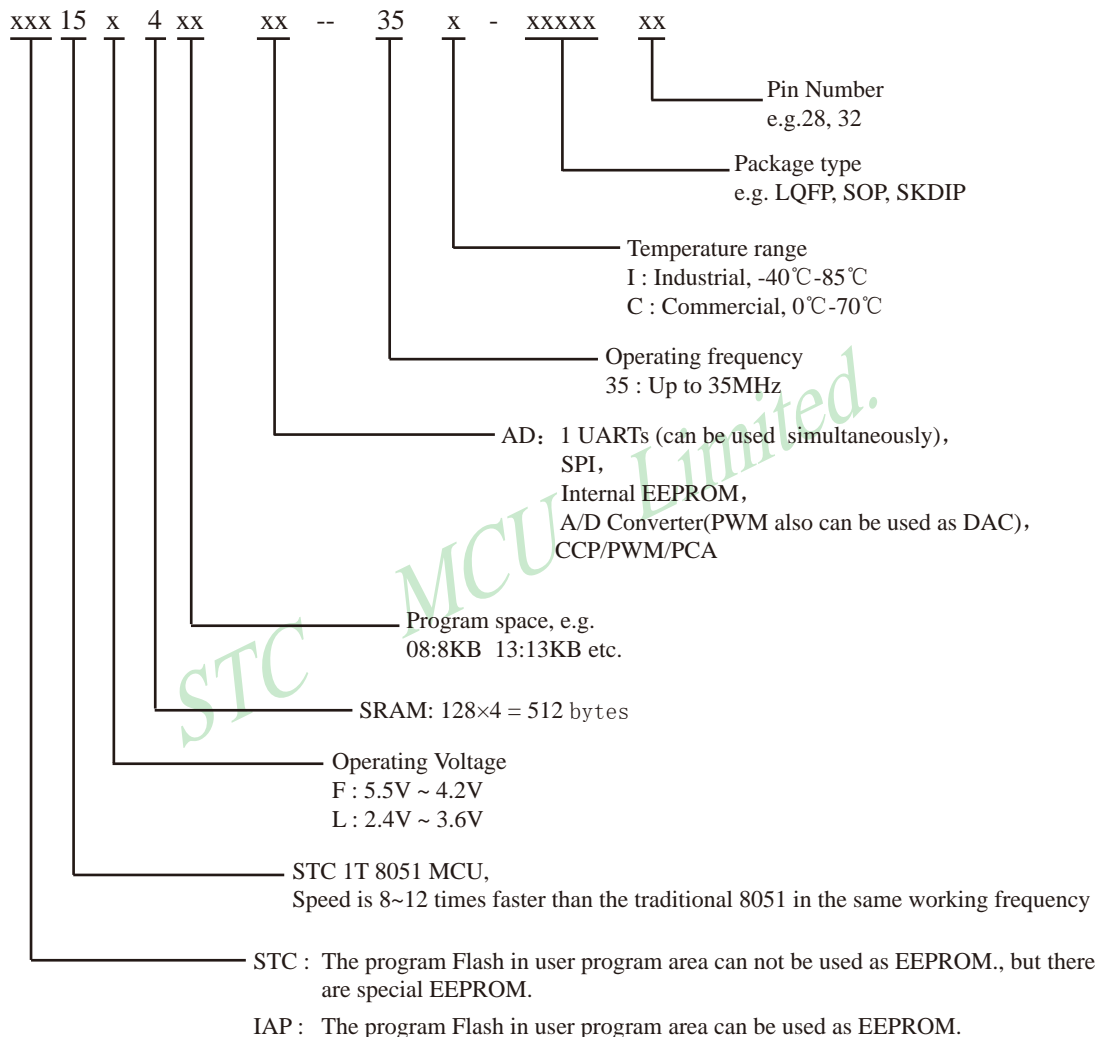 xxx 15 x 4 xx xx -- 35 x - xxxxx xx
Pin Number
e.g.28, 32
Package type
e.g. LQFP, SOP, SKDIP
Temperature range
I : Industrial, -40℃-85℃
C : Commercial, 0℃-70℃
Operating frequency
35 : Up to 35MHz
AD： 1 UARTs (can be used simultaneously)，
SPI，
Internal EEPROM，
A/D Converter(PWM also can be used as DAC)，
CCP/PWM/PCA
Program space, e.g.
08:8KB 13:13KB etc.
SRAM: 128×4 = 512 bytes
Operating Voltage
F : 5.5V ~ 4.2V
L : 2.4V ~ 3.6V
STC 1T 8051 MCU,
Speed is 8~12 times faster than the traditional 8051 in the same working frequency
STC : The program Flash in user program area can not be used as EEPROM., but there
are special EEPROM.
IAP : The program Flash in user program area can be used as EEPROM.
STC MCU Limited.